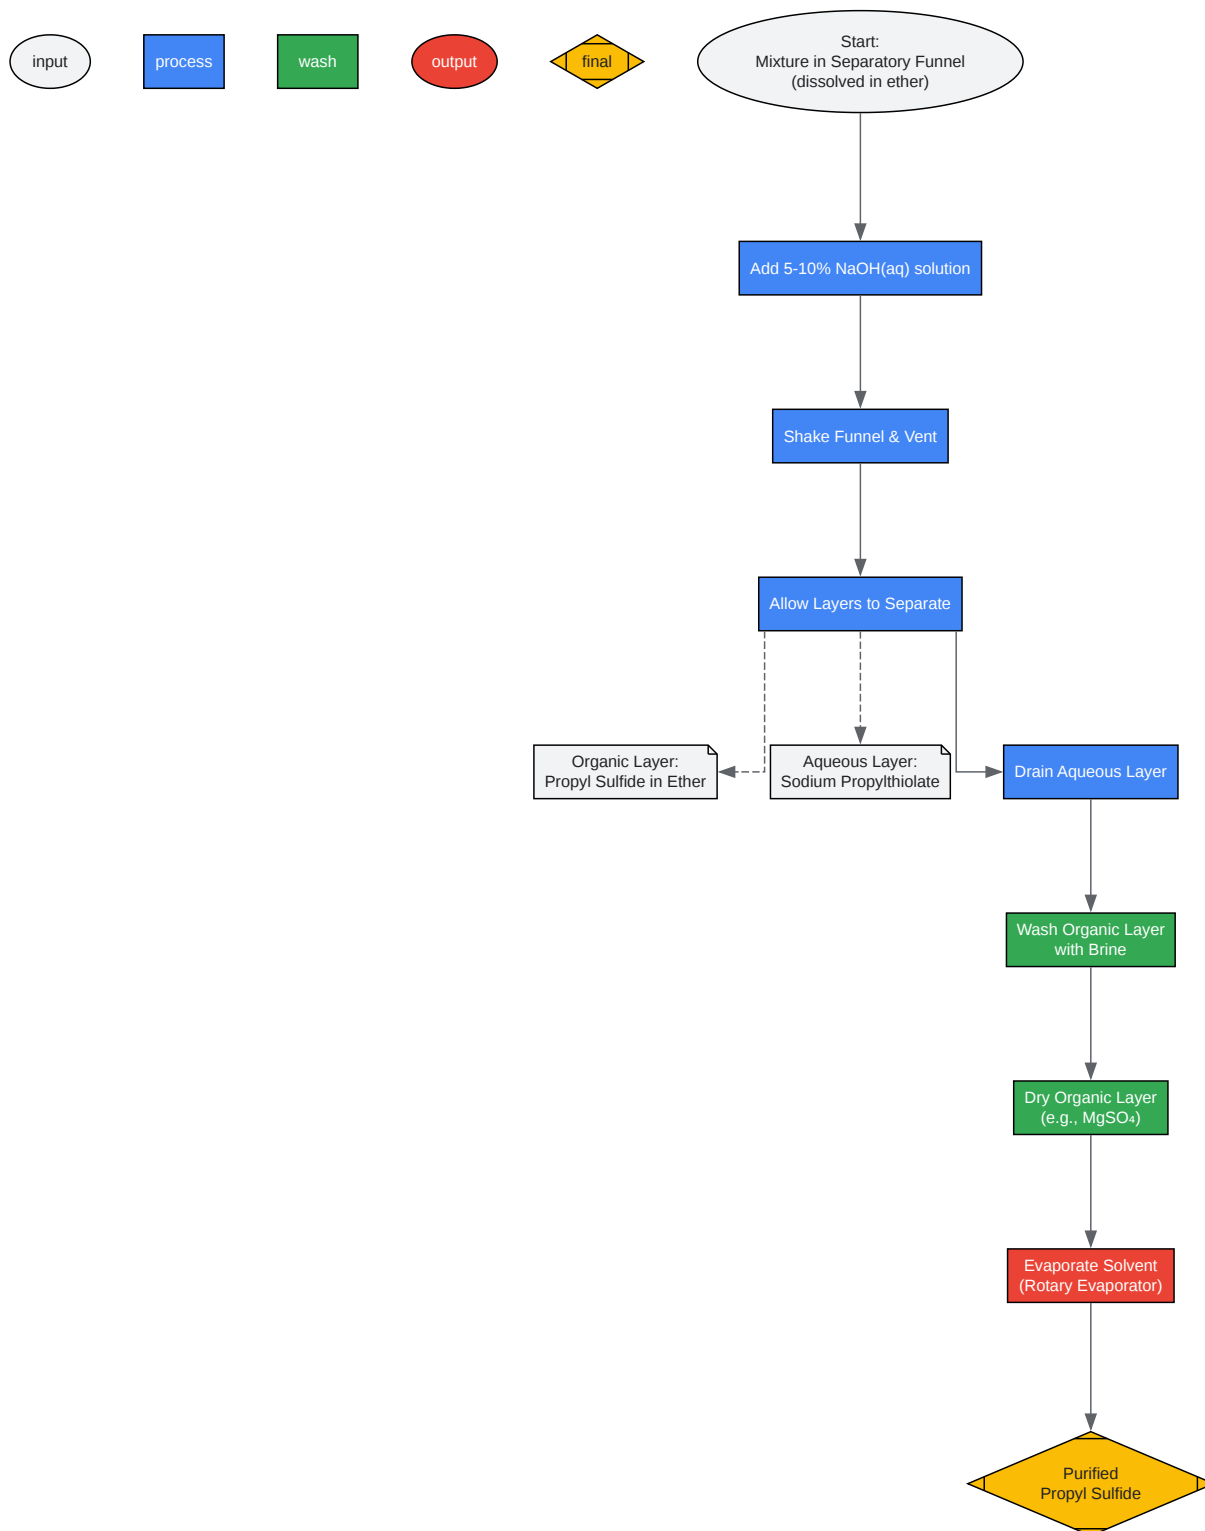 input
process
wash
output
final
Start:
Mixture in Separatory Funnel
(dissolved in ether)
Add 5-10% NaOH(aq) solution
Shake Funnel & Vent
Allow Layers to Separate
Organic Layer:
Propyl Sulfide in Ether
Aqueous Layer:
Sodium Propylthiolate
Drain Aqueous Layer
Wash Organic Layer
with Brine
Dry Organic Layer
(e.g., MgSO₄)
Evaporate Solvent
(Rotary Evaporator)
Purified
Propyl Sulfide